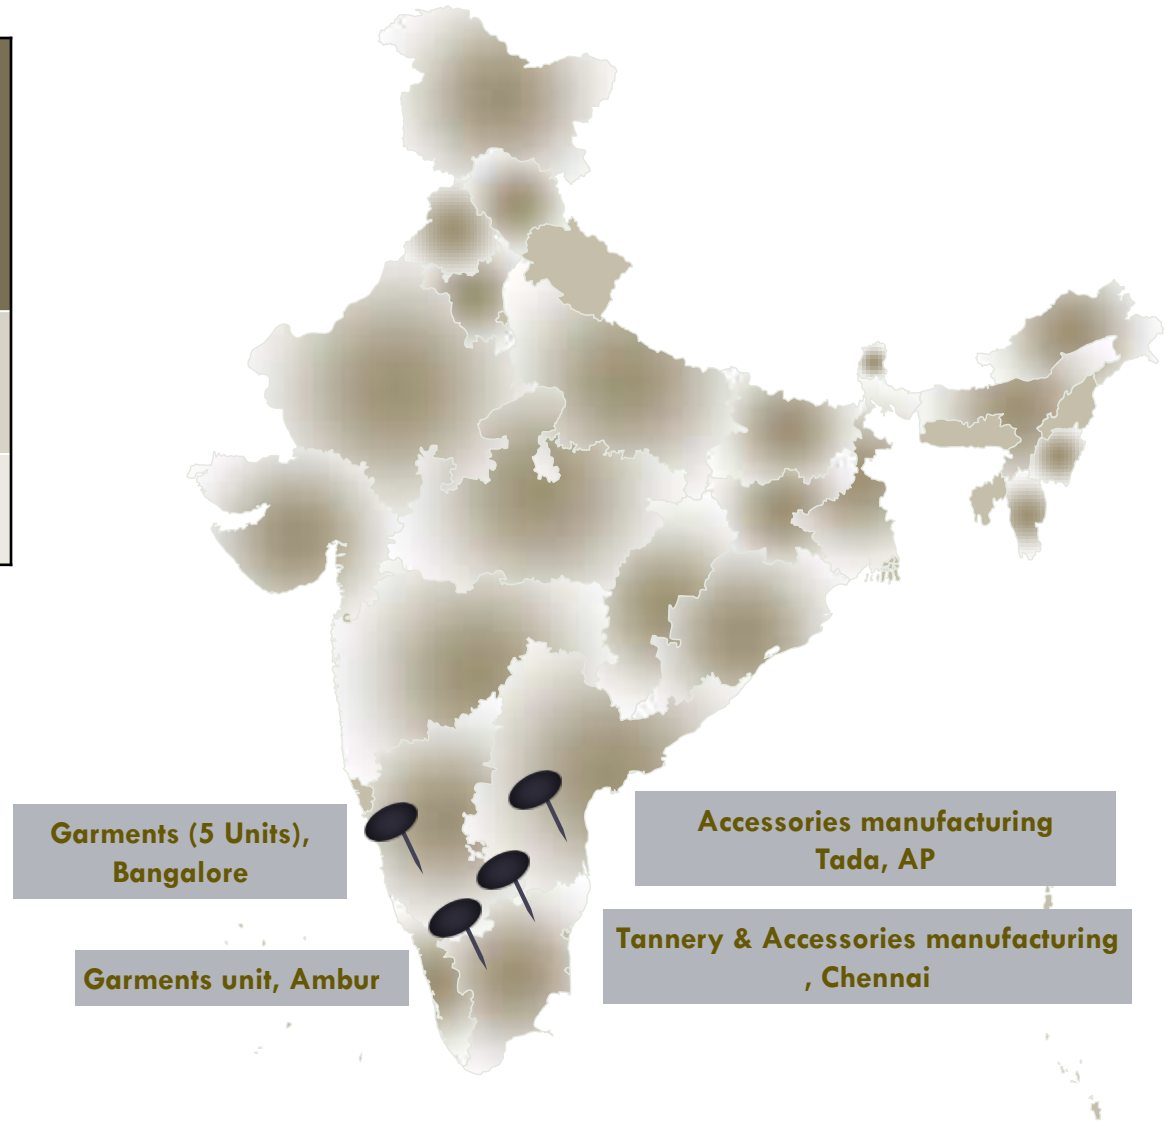 Garments (5 Units),
Bangalore
Accessories manufacturing
Tada, AP
Garments unit, Ambur
Tannery & Accessories manufacturing
, Chennai